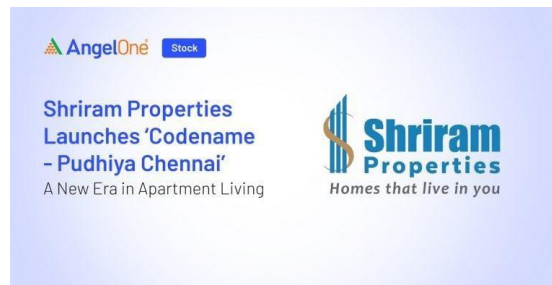 AngelOne
Stock
Shriram Properties
Launches ‘Codename
- Pudhiya Chennai’
A New Era in Apartment Living
Shriram
Properties
Homes that live in you